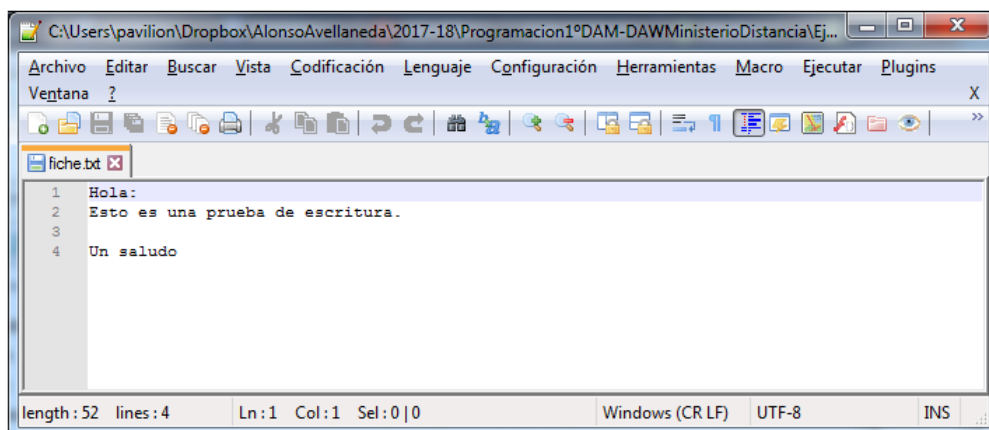 C:\Users\pavilion\Dropbox\AlonsoAvellaneda\2017-18\Programacion1ºDAM-DAWMinisterioDistancia\Ej...
Archivo Editar Buscar Vista Codificación Lenguaje Configuración Herramientas Macro Ejecutar Plugins
Ventana ? X
fiche.txt
1 Hola:
2 Esto es una prueba de escritura.
3
4 Un saludo
length : 52 lines : 4 Ln : 1 Col : 1 Sel : 0 | 0 Windows (CR LF) UTF-8 INS